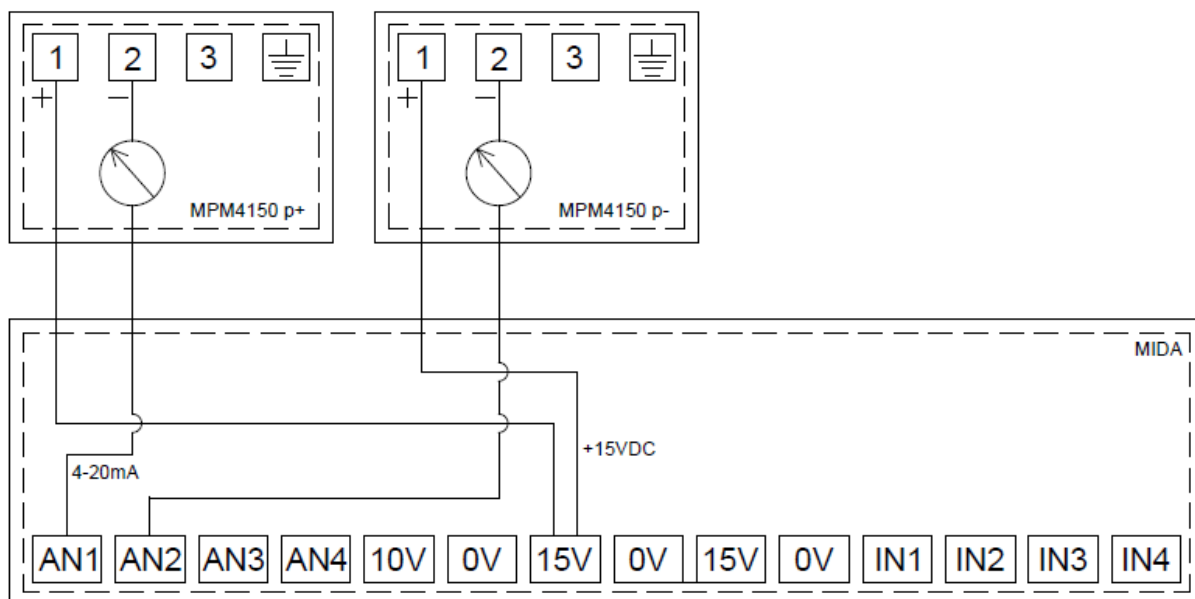 1 2 3 1 2 3
+ − + −
MPM4150 p+ MPM4150 p-
MIDA
+15VDC
4-20mA
AN1 AN2 AN3 AN4 10V 0V 15V 0V 15V 0V IN1 IN2 IN3 IN4